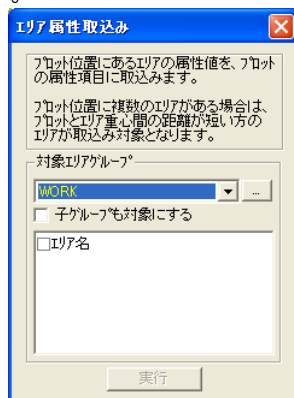 エリア属性取込み
ﾌﾟﾛｯﾄ位置にあるｴﾘｱの属性値を、ﾌﾟﾛｯﾄ
の属性項目に取込みます。
ﾌﾟﾛｯﾄ位置に複数のｴﾘｱがある場合は、
ﾌﾟﾛｯﾄとｴﾘｱ重心間の距離が短い方の
ｴﾘｱが取込み対象となります。
対象ｴﾘｱｸﾞﾙｰﾌﾟ
WORK
...
子ｸﾞﾙｰﾌﾟも対象にする
ｴﾘｱ名
実行